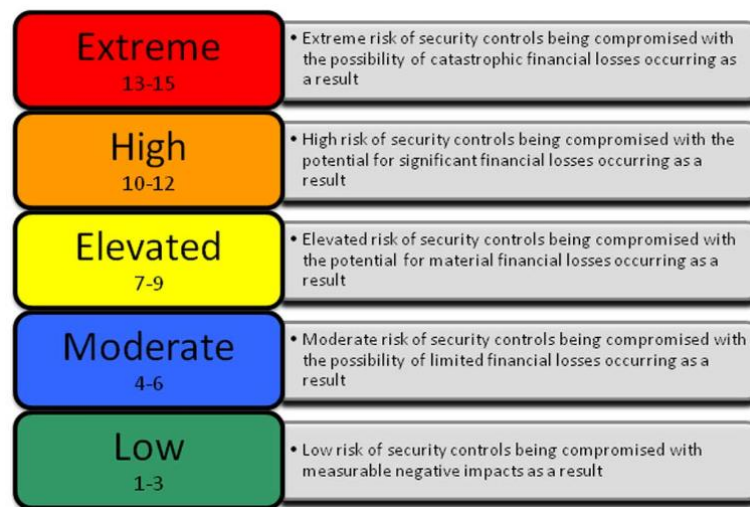 Extreme
13-15
• Extreme risk of security controls being compromised with
the possibility of catastrophic financial losses occurring as
a result
High
10-12
• High risk of security controls being compromised with the
potential for significant financial losses occurring as a
result
Elevated
7-9
• Elevated risk of security controls being compromised with
the potential for material financial losses occurring as a
result
Moderate
4-6
• Moderate risk of security controls being compromised with
the possibility of limited financial losses occurring as a
result
Low
1-3
• Low risk of security controls being compromised with
measurable negative impacts as a result